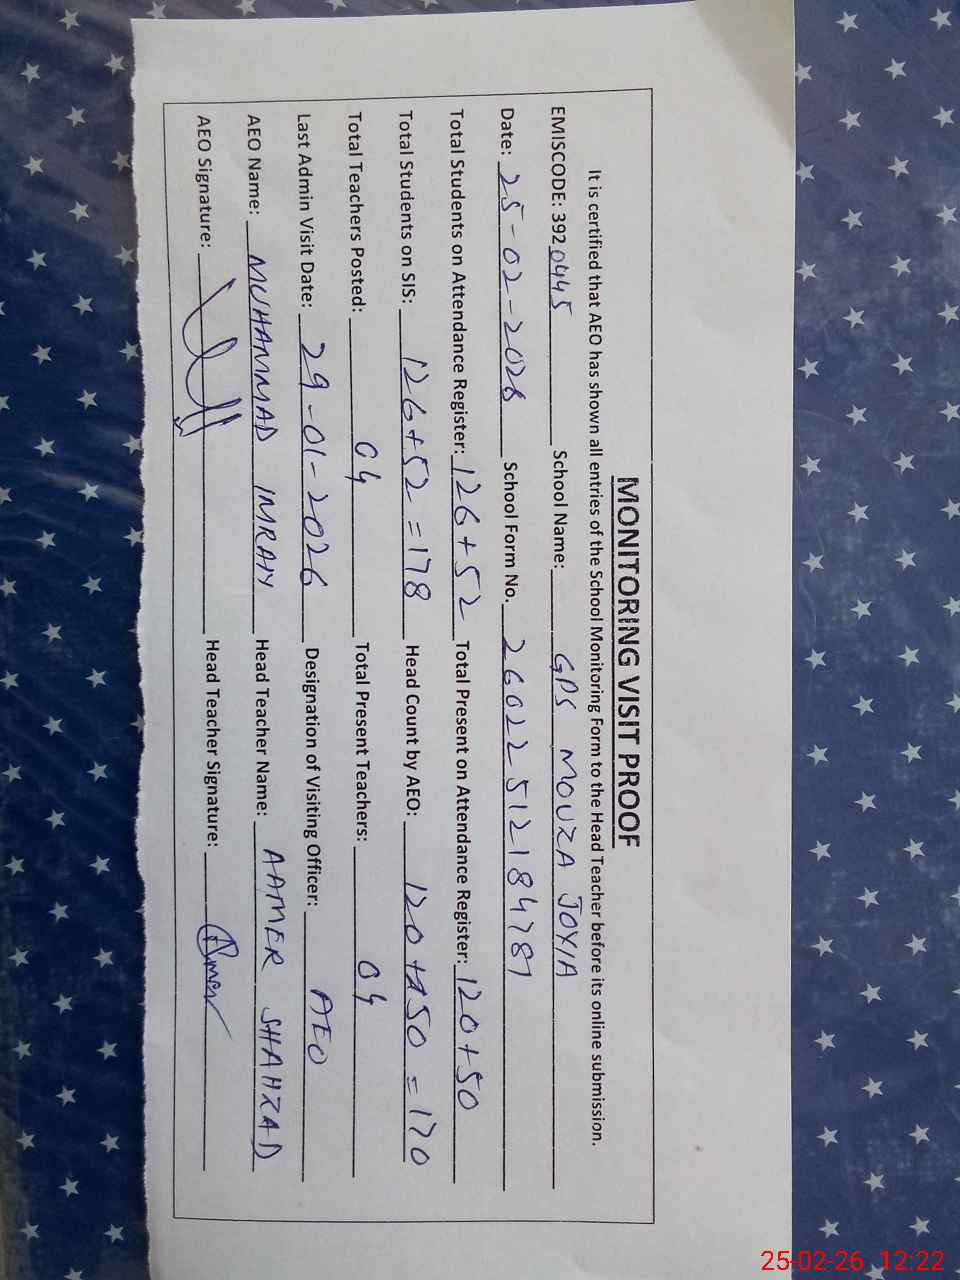 MONITORING VISIT PROOF
It is certified that AEO has shown all entries of the School Monitoring Form to the Head Teacher before its online submission.
EMISCODE: 3920445 School Name: GPS MOUZA JOYIA
Date: 25-02-2026 School Form No. 26022512184781
Total Students on Attendance Register: 126+52 Total Present on Attendance Register: 120+50
Total Students on SIS: 126+52=178 Head Count by AEO: 120+50=170
Total Teachers Posted: 04 Total Present Teachers: 04
Last Admin Visit Date: 29-01-2026 Designation of Visiting Officer: AEO
AEO Name: MUHAMMAD IMRAN Head Teacher Name: AAMER SHAHZAD
AEO Signature: Head Teacher Signature: Aamer
25-02-26 12:22